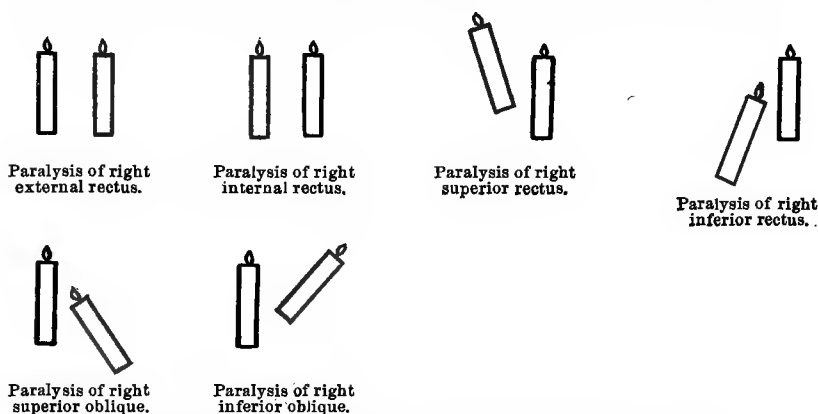 Paralysis of right
external rectus.
Paralysis of right
internal rectus.
Paralysis of right
superior rectus.
Paralysis of right
inferior rectus.
Paralysis of right
superior oblique.
Paralysis of right
inferior oblique.